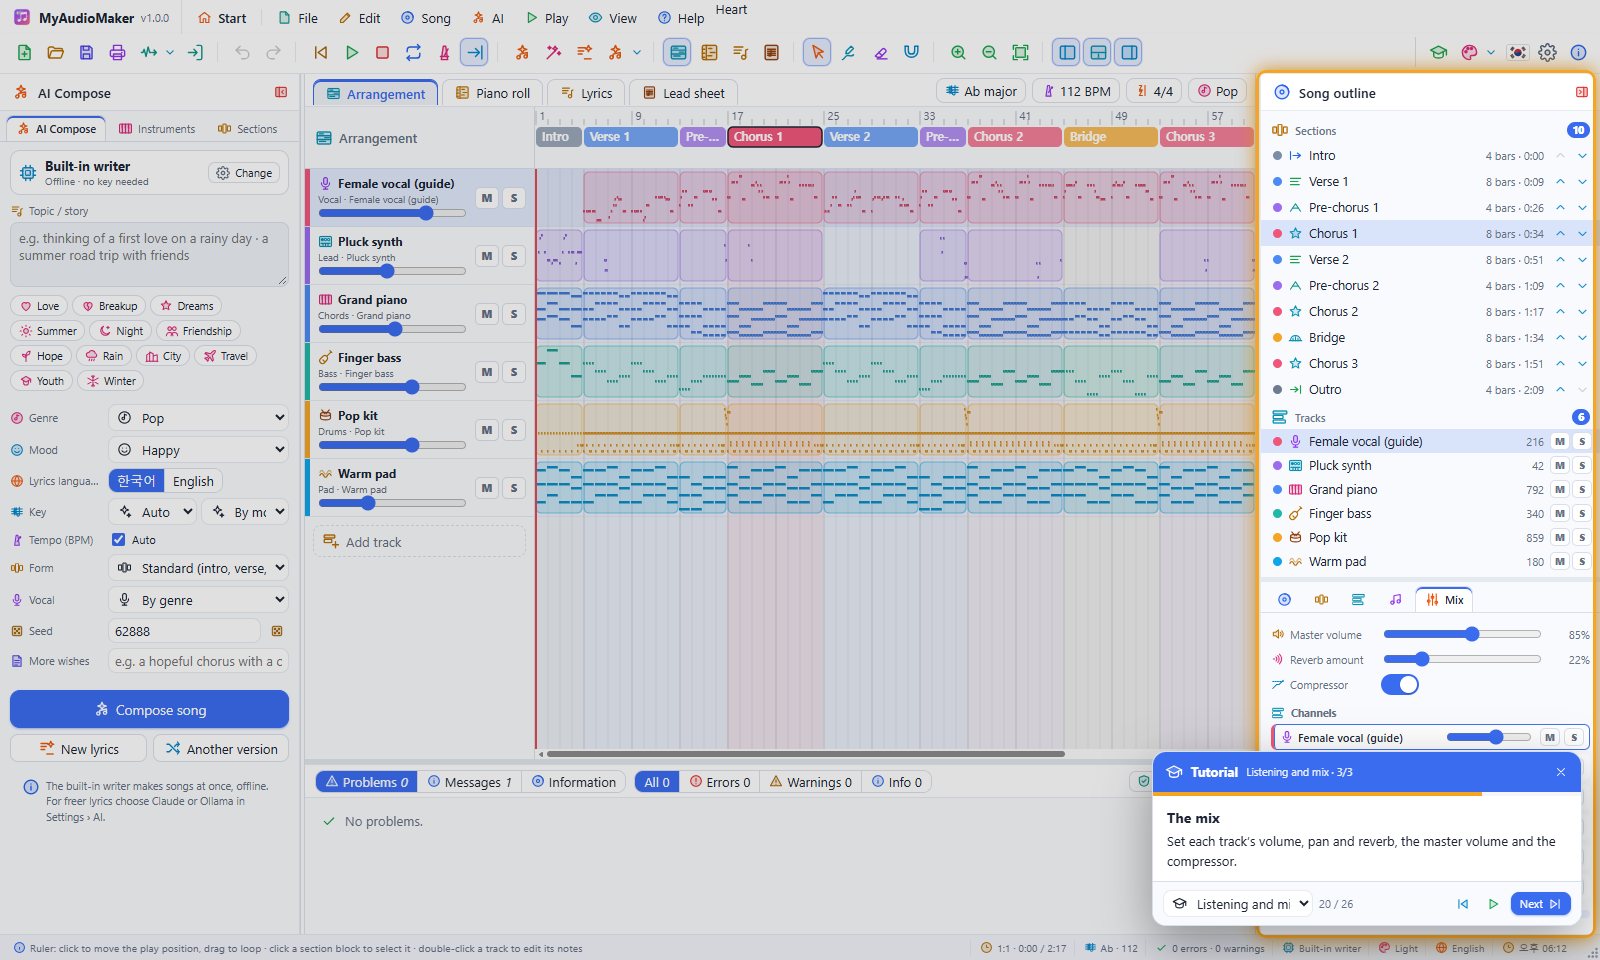 MyAudioMaker v1.0.0 Start File Edit Song AI Play View Help Heart
AI Compose
AI Compose Instruments Sections
Built-in writer
Offline · no key needed
Change
Topic / story
e.g. thinking of a first love on a rainy day · a
summer road trip with friends
Love Breakup Dreams
Summer Night Friendship
Hope Rain City Travel
Youth Winter
Genre Pop
Mood Happy
Lyrics langua... 한국어 English
Key Auto By mo
Tempo (BPM) Auto
Form Standard (intro, verse,
Vocal By genre
Seed 62888
More wishes e.g. a hopeful chorus with a c
Compose song
New lyrics Another version
The built-in writer makes songs at once, offline.
For freer lyrics choose Claude or Ollama in
Settings › AI.
Arrangement Piano roll Lyrics Lead sheet Ab major 112 BPM 4/4 Pop
Arrangement
1 9 17 25 33 41 49 57
Intro Verse 1 Pre-... Chorus 1 Verse 2 Pre-... Chorus 2 Bridge Chorus 3
Female vocal (guide)
Vocal · Female vocal (guide)
M S
Pluck synth
Lead · Pluck synth
M S
Grand piano
Chords · Grand piano
M S
Finger bass
Bass · Finger bass
M S
Pop kit
Drums · Pop kit
M S
Warm pad
Pad · Warm pad
M S
Add track
Problems 0 Messages 1 Information All 0 Errors 0 Warnings 0 Info 0
No problems.
Song outline
Sections 10
Intro 4 bars · 0:00
Verse 1 8 bars · 0:09
Pre-chorus 1 4 bars · 0:26
Chorus 1 8 bars · 0:34
Verse 2 8 bars · 0:51
Pre-chorus 2 4 bars · 1:09
Chorus 2 8 bars · 1:17
Bridge 8 bars · 1:34
Chorus 3 8 bars · 1:51
Outro 4 bars · 2:09
Tracks 6
Female vocal (guide) 216 M S
Pluck synth 42 M S
Grand piano 792 M S
Finger bass 340 M S
Pop kit 859 M S
Warm pad 180 M S
Mix
Master volume 85%
Reverb amount 22%
Compressor
Channels
Female vocal (guide) M S
Tutorial Listening and mix · 3/3
The mix
Set each track's volume, pan and reverb, the master volume and the
compressor.
Listening and mi 20 / 26 Next
Ruler: click to move the play position, drag to loop · click a section block to select it · double-click a track to edit its notes
1:1 · 0:00 / 2:17 Ab · 112 0 errors · 0 warnings Built-in writer Light English 오후 06:12